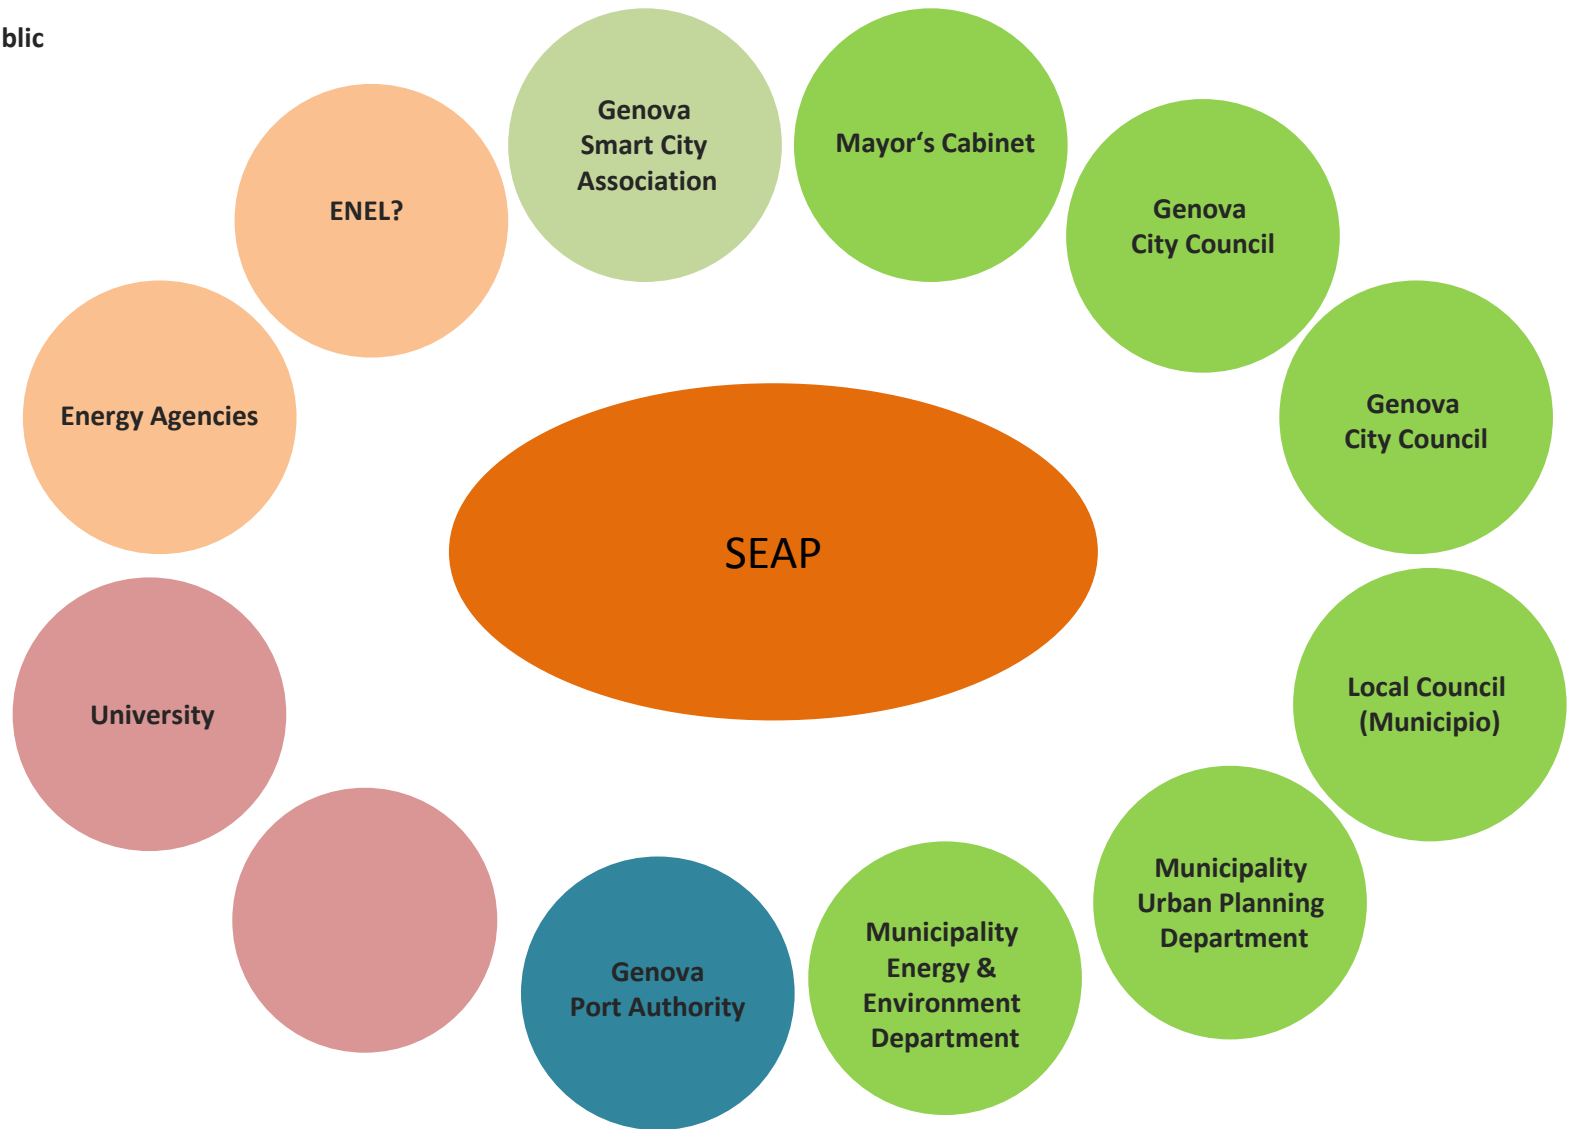 blic
Genova
Smart City
Association
Mayor‘s Cabinet
ENEL?
Genova
City Council
Energy Agencies
Genova
City Council
SEAP
University
Local Council
(Municipio)
Municipality
Urban Planning
Department
Municipality
Energy &
Environment
Department
Genova
Port Authority